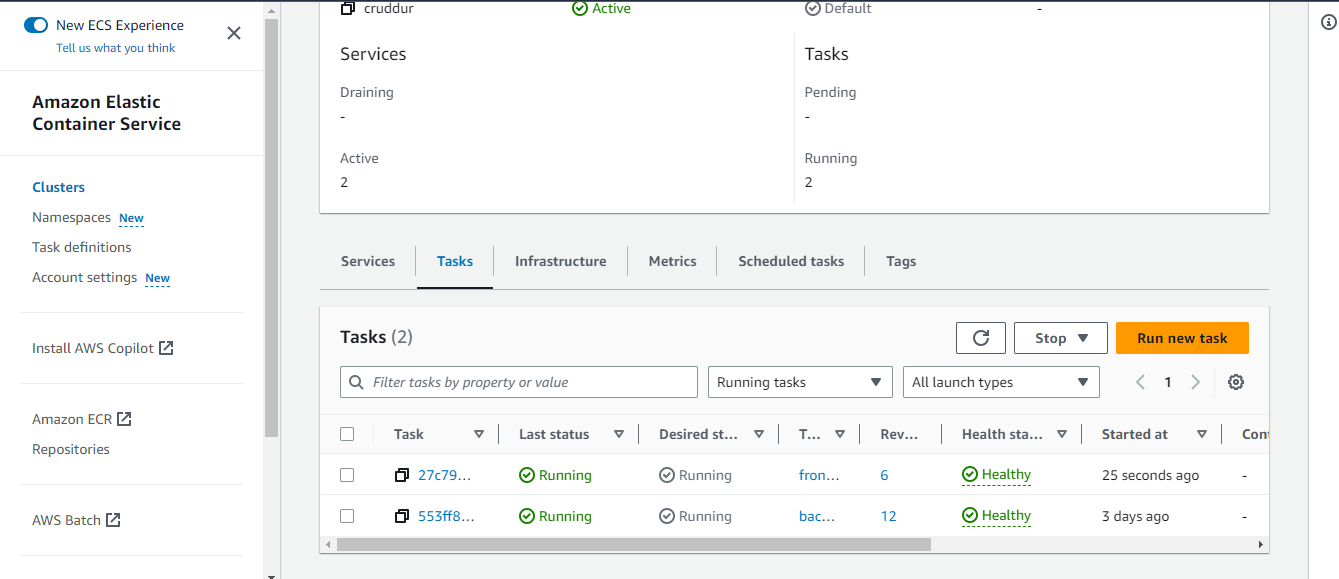 New ECS Experience
Tell us what you think
Amazon Elastic
Container Service
Clusters
Namespaces New
Task definitions
Account settings New
Install AWS Copilot
Amazon ECR
Repositories
AWS Batch
cruddur Active Default -
Services
Draining
-
Active
2
Tasks
Pending
-
Running
2
Services Tasks Infrastructure Metrics Scheduled tasks Tags
Tasks (2)
Stop Run new task
Filter tasks by property or value Running tasks All launch types 1
Task Last status Desired st... T... Rev... Health sta... Started at Cont
27c79... Running Running fron... 6 Healthy 25 seconds ago -
553ff8... Running Running bac... 12 Healthy 3 days ago -